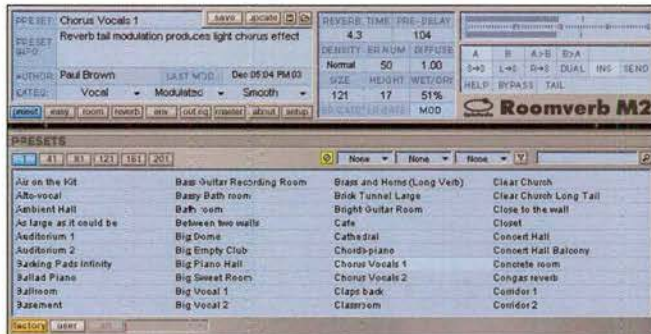 PRESET: Chorus Vocals 1 save update
PRESET INFO: Reverb tail modulation produces light chorus effect
AUTHOR: Paul Brown LAST MOD: Dec 05:04 PM 03
CATEG: Vocal Modulated Smooth
preset easy room reverb env out eq master about setup
REVERB TIME PRE-DELAY
4.3 104
DENSITY ER NUM DIFFUSE
Normal 50 1.00
SIZE HEIGHT WET/DRY
121 17 51%
MOD
A B A>B B>A
S→S L→S R→S DUAL INS SEND
HELP BYPASS TAIL
Roomverb M2
PRESETS
41 81 121 161 201 None None None
Air on the Kit Bass Guitar Recording Room Brass and Horns (Long Verb) Clear Church
Alto-vocal Bassy Bath room Brick Tunnel Large Clear Church Long Tail
Ambient Hall Bath room Bright Guitar Room Close to the wall
As large as it could be Between two walls Cafe Closet
Auditorium 1 Big Dome Cathedral Concert Hall
Auditorium 2 Big Empty Club Chord-piano Concert Hall Balcony
Backing Pads Infinity Big Piano Hall Chorus Vocals 1 Concrete room
Ballad Piano Big Sweet Room Chorus Vocals 2 Congas reverb
Ballroom Big Vocal 1 Claps back Corridor 1
Basement Big Vocal 2 Classroom Corridor 2
factory user